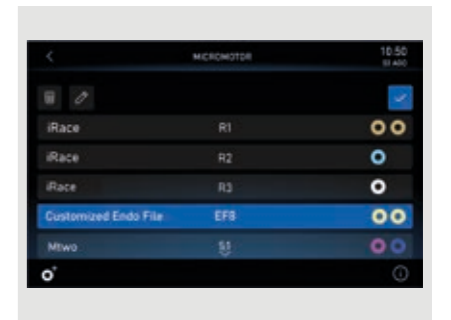 MICROMOTOR
10:50
iRace R1
iRace R2
iRace R3
Customized Endo File EF8
Mtwo S1